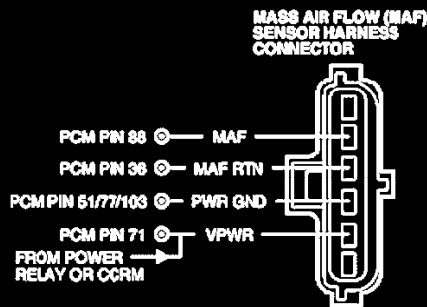 MASS AIR FLOW (MAF)
SENSOR HARNESS
CONNECTOR
PCM PIN 88 MAF
PCM PIN 36 MAF RTN
PCM PIN 51/77/103 PWR GND
PCM PIN 71 VPWR
FROM POWER
RELAY OR CCRM